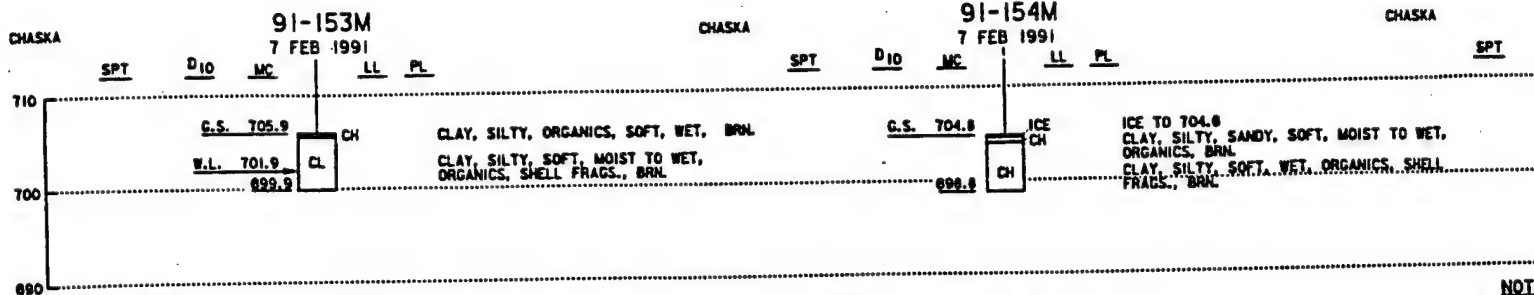 CHASKA
91-153M
7 FEB 1991
SPT D10 MC LL PL
CHASKA
91-154M
7 FEB 1991
SPT D10 MC LL PL
CHASKA
SPT
710
700
690
G.S. 705.9
CH
CL
W.L. 701.9
699.9
CLAY, SILTY, ORGANICS, SOFT, WET, BRN.
CLAY, SILTY, SOFT, MOIST TO WET,
ORGANICS, SHELL FRAGS., BRN.
G.S. 704.8
ICE
CH
CH
ICE TO 704.8
CLAY, SILTY, SANDY, SOFT, MOIST TO WET,
ORGANICS, BRN.
CLAY, SILTY, SOFT, WET, ORGANICS, SHELL
FRAGS., BRN.
NOT